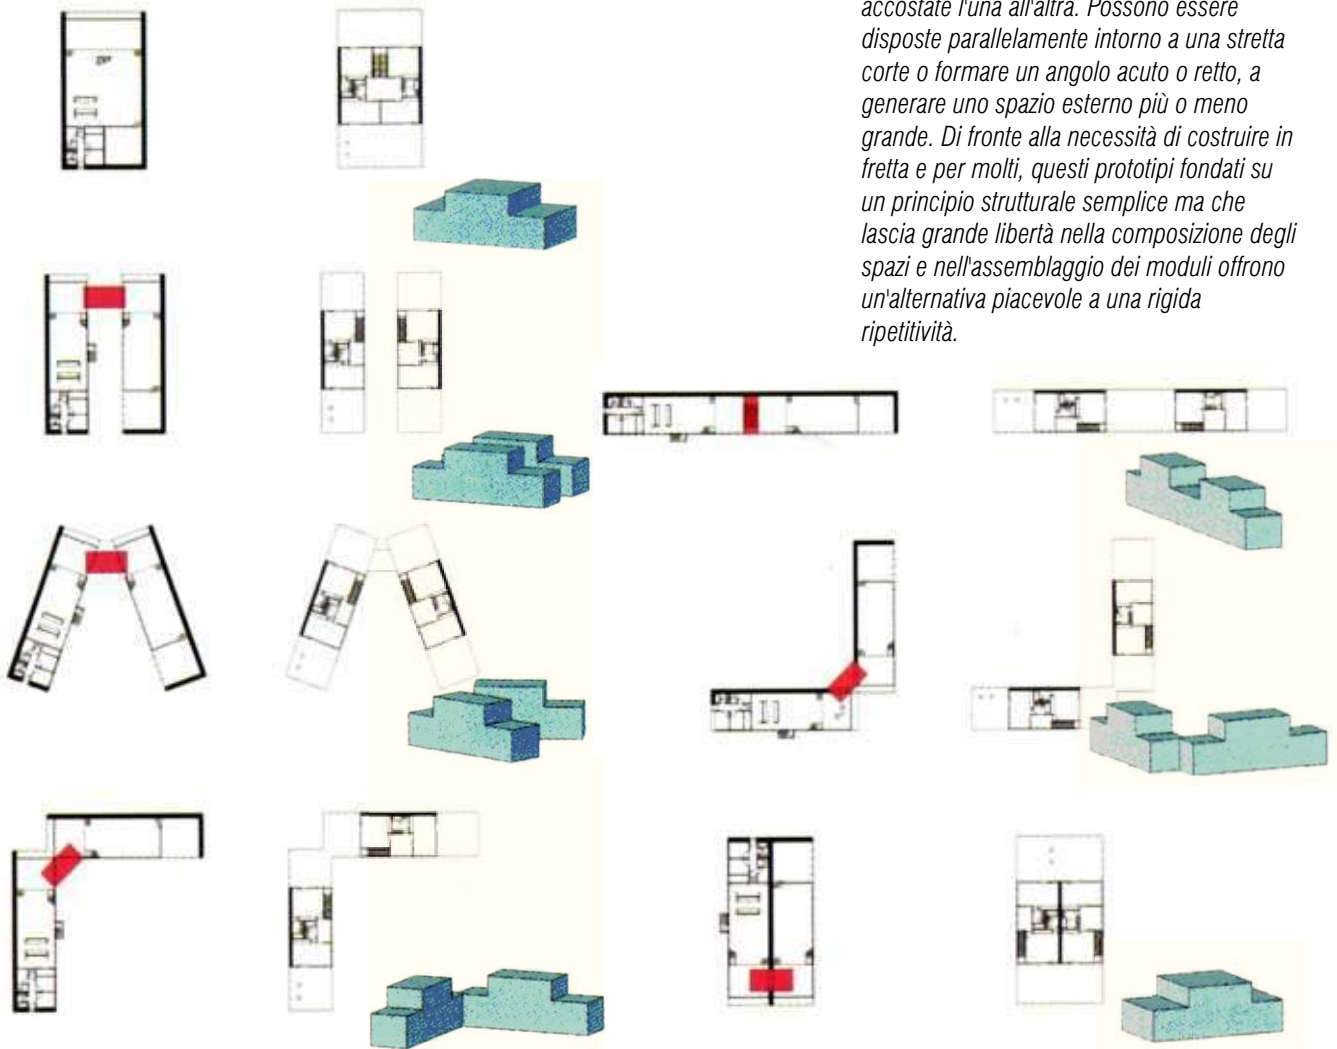 accostate l'una all'altra. Possono essere
disposte parallelamente intorno a una stretta
corte o formare un angolo acuto o retto, a
generare uno spazio esterno più o meno
grande. Di fronte alla necessità di costruire in
fretta e per molti, questi prototipi fondati su
un principio strutturale semplice ma che
lascia grande libertà nella composizione degli
spazi e nell'assemblaggio dei moduli offrono
un'alternativa piacevole a una rigida
ripetitività.